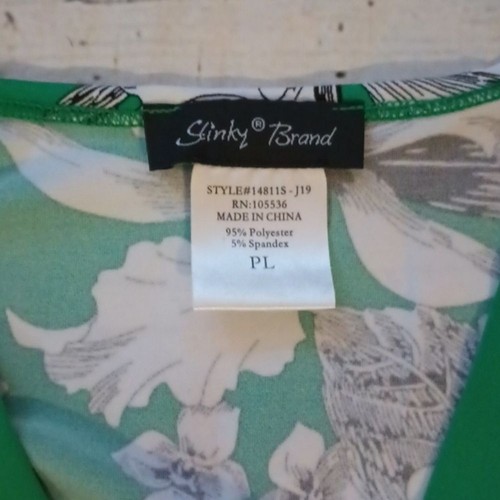 Slinky® Brand
STYLE#14811S - J19
RN:105536
MADE IN CHINA
95% Polyester
5% Spandex
PL